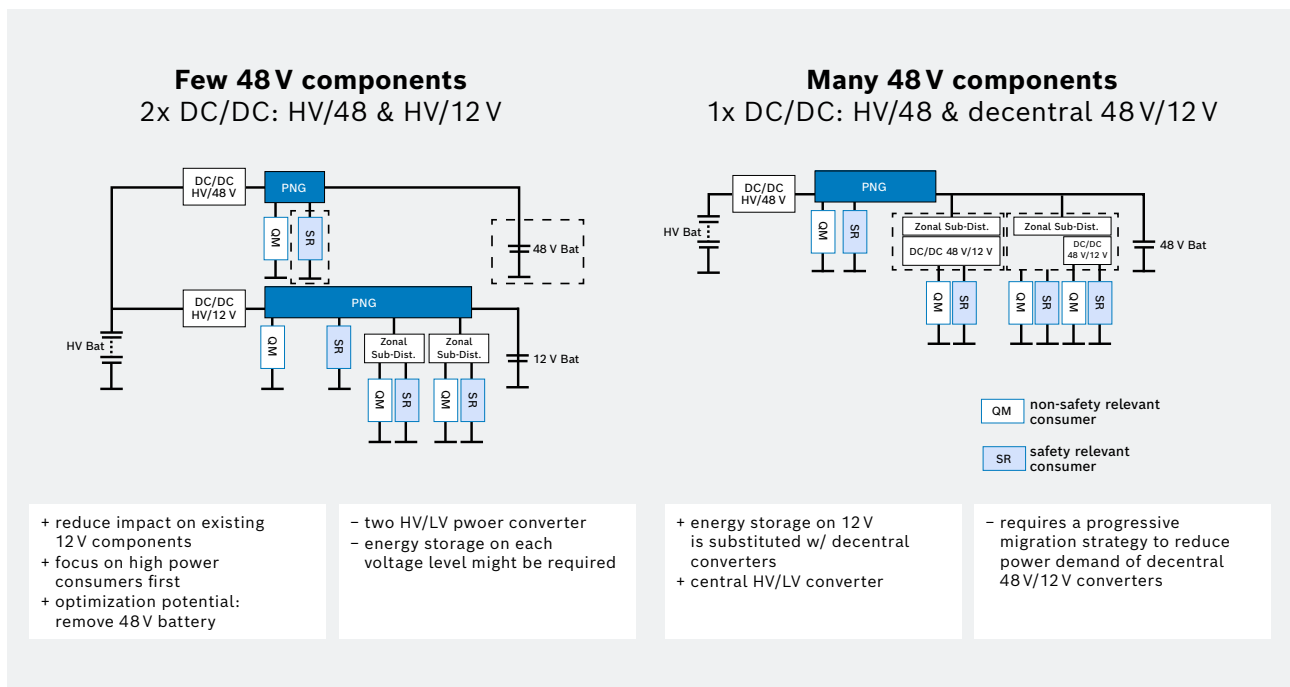 Few 48 V components
2x DC/DC: HV/48 & HV/12 V
DC/DC
HV/48 V
PNG
QM
SR
48 V Bat
DC/DC
HV/12 V
PNG
HV Bat
QM
SR
Zonal
Sub-Dist.
Zonal
Sub-Dist.
12 V Bat
QM
SR
QM
SR
+ reduce impact on existing
12 V components
+ focus on high power
consumers first
+ optimization potential:
remove 48 V battery
– two HV/LV pwoer converter
– energy storage on each
voltage level might be required
Many 48 V components
1x DC/DC: HV/48 & decentral 48 V/12 V
DC/DC
HV/48 V
PNG
HV Bat
QM
SR
Zonal Sub-Dist.
DC/DC 48 V/12 V
Zonal Sub-Dist.
DC/DC
48 V/12 V
48 V Bat
QM
SR
QM
SR
QM
SR
QM
non-safety relevant
consumer
SR
safety relevant
consumer
+ energy storage on 12 V
is substituted w/ decentral
converters
+ central HV/LV converter
– requires a progressive
migration strategy to reduce
power demand of decentral
48 V/12 V converters